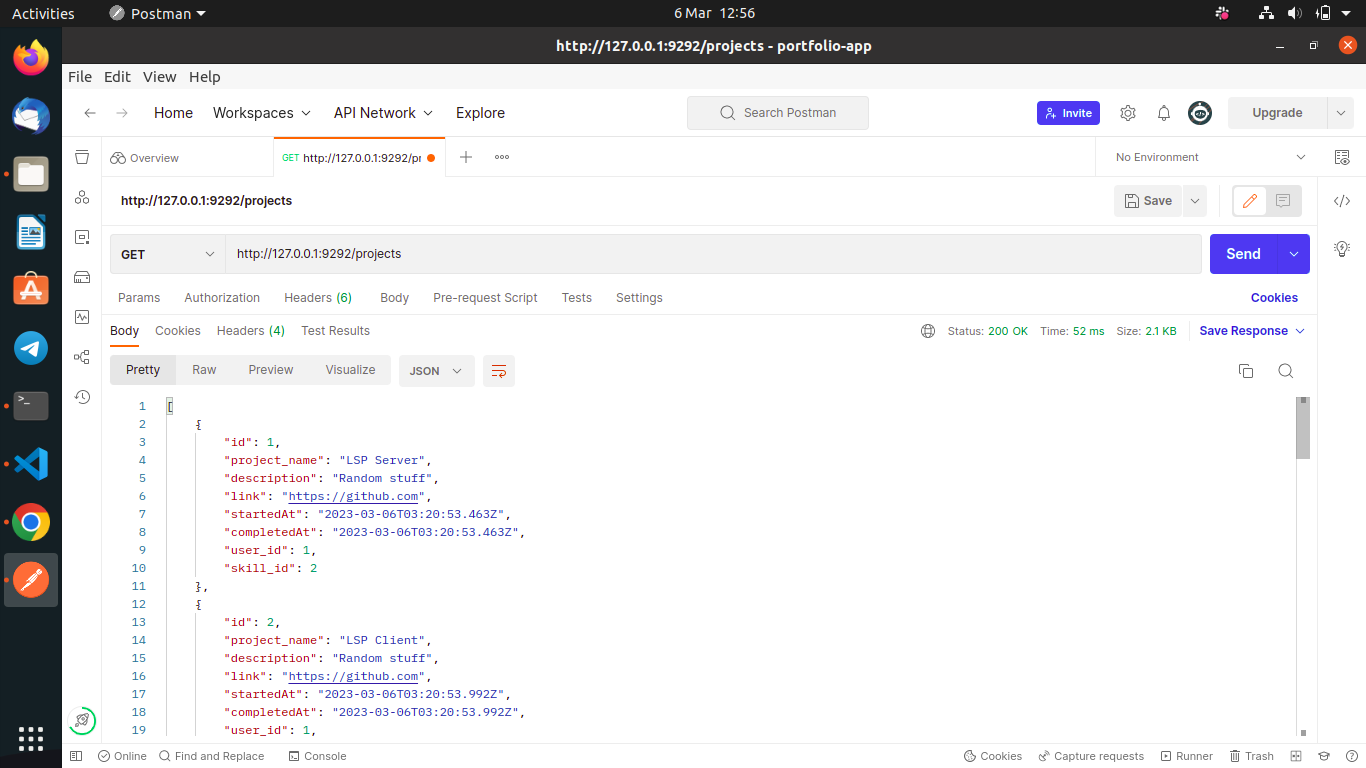 Activities Postman 6 Mar 12:56
http://127.0.0.1:9292/projects - portfolio-app
File Edit View Help
Home Workspaces API Network Explore Search Postman Invite Upgrade
Overview GET http://127.0.0.1:9292/pr No Environment
http://127.0.0.1:9292/projects Save
GET http://127.0.0.1:9292/projects Send
Params Authorization Headers (6) Body Pre-request Script Tests Settings Cookies
Body Cookies Headers (4) Test Results Status: 200 OK Time: 52 ms Size: 2.1 KB Save Response
Pretty Raw Preview Visualize JSON
1 [
2 {
3 "id": 1,
4 "project_name": "LSP Server",
5 "description": "Random stuff",
6 "link": "https://github.com",
7 "startedAt": "2023-03-06T03:20:53.463Z",
8 "completedAt": "2023-03-06T03:20:53.463Z",
9 "user_id": 1,
10 "skill_id": 2
11 },
12 {
13 "id": 2,
14 "project_name": "LSP Client",
15 "description": "Random stuff",
16 "link": "https://github.com",
17 "startedAt": "2023-03-06T03:20:53.992Z",
18 "completedAt": "2023-03-06T03:20:53.992Z",
19 "user_id": 1,
Online Find and Replace Console Cookies Capture requests Runner Trash